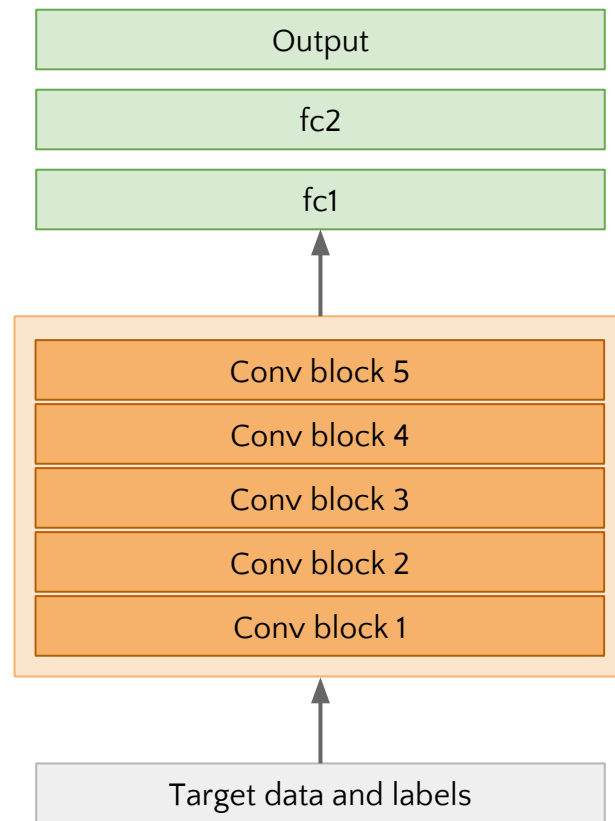 Output
fc2
fc1
Conv block 5
Conv block 4
Conv block 3
Conv block 2
Conv block 1
Target data and labels